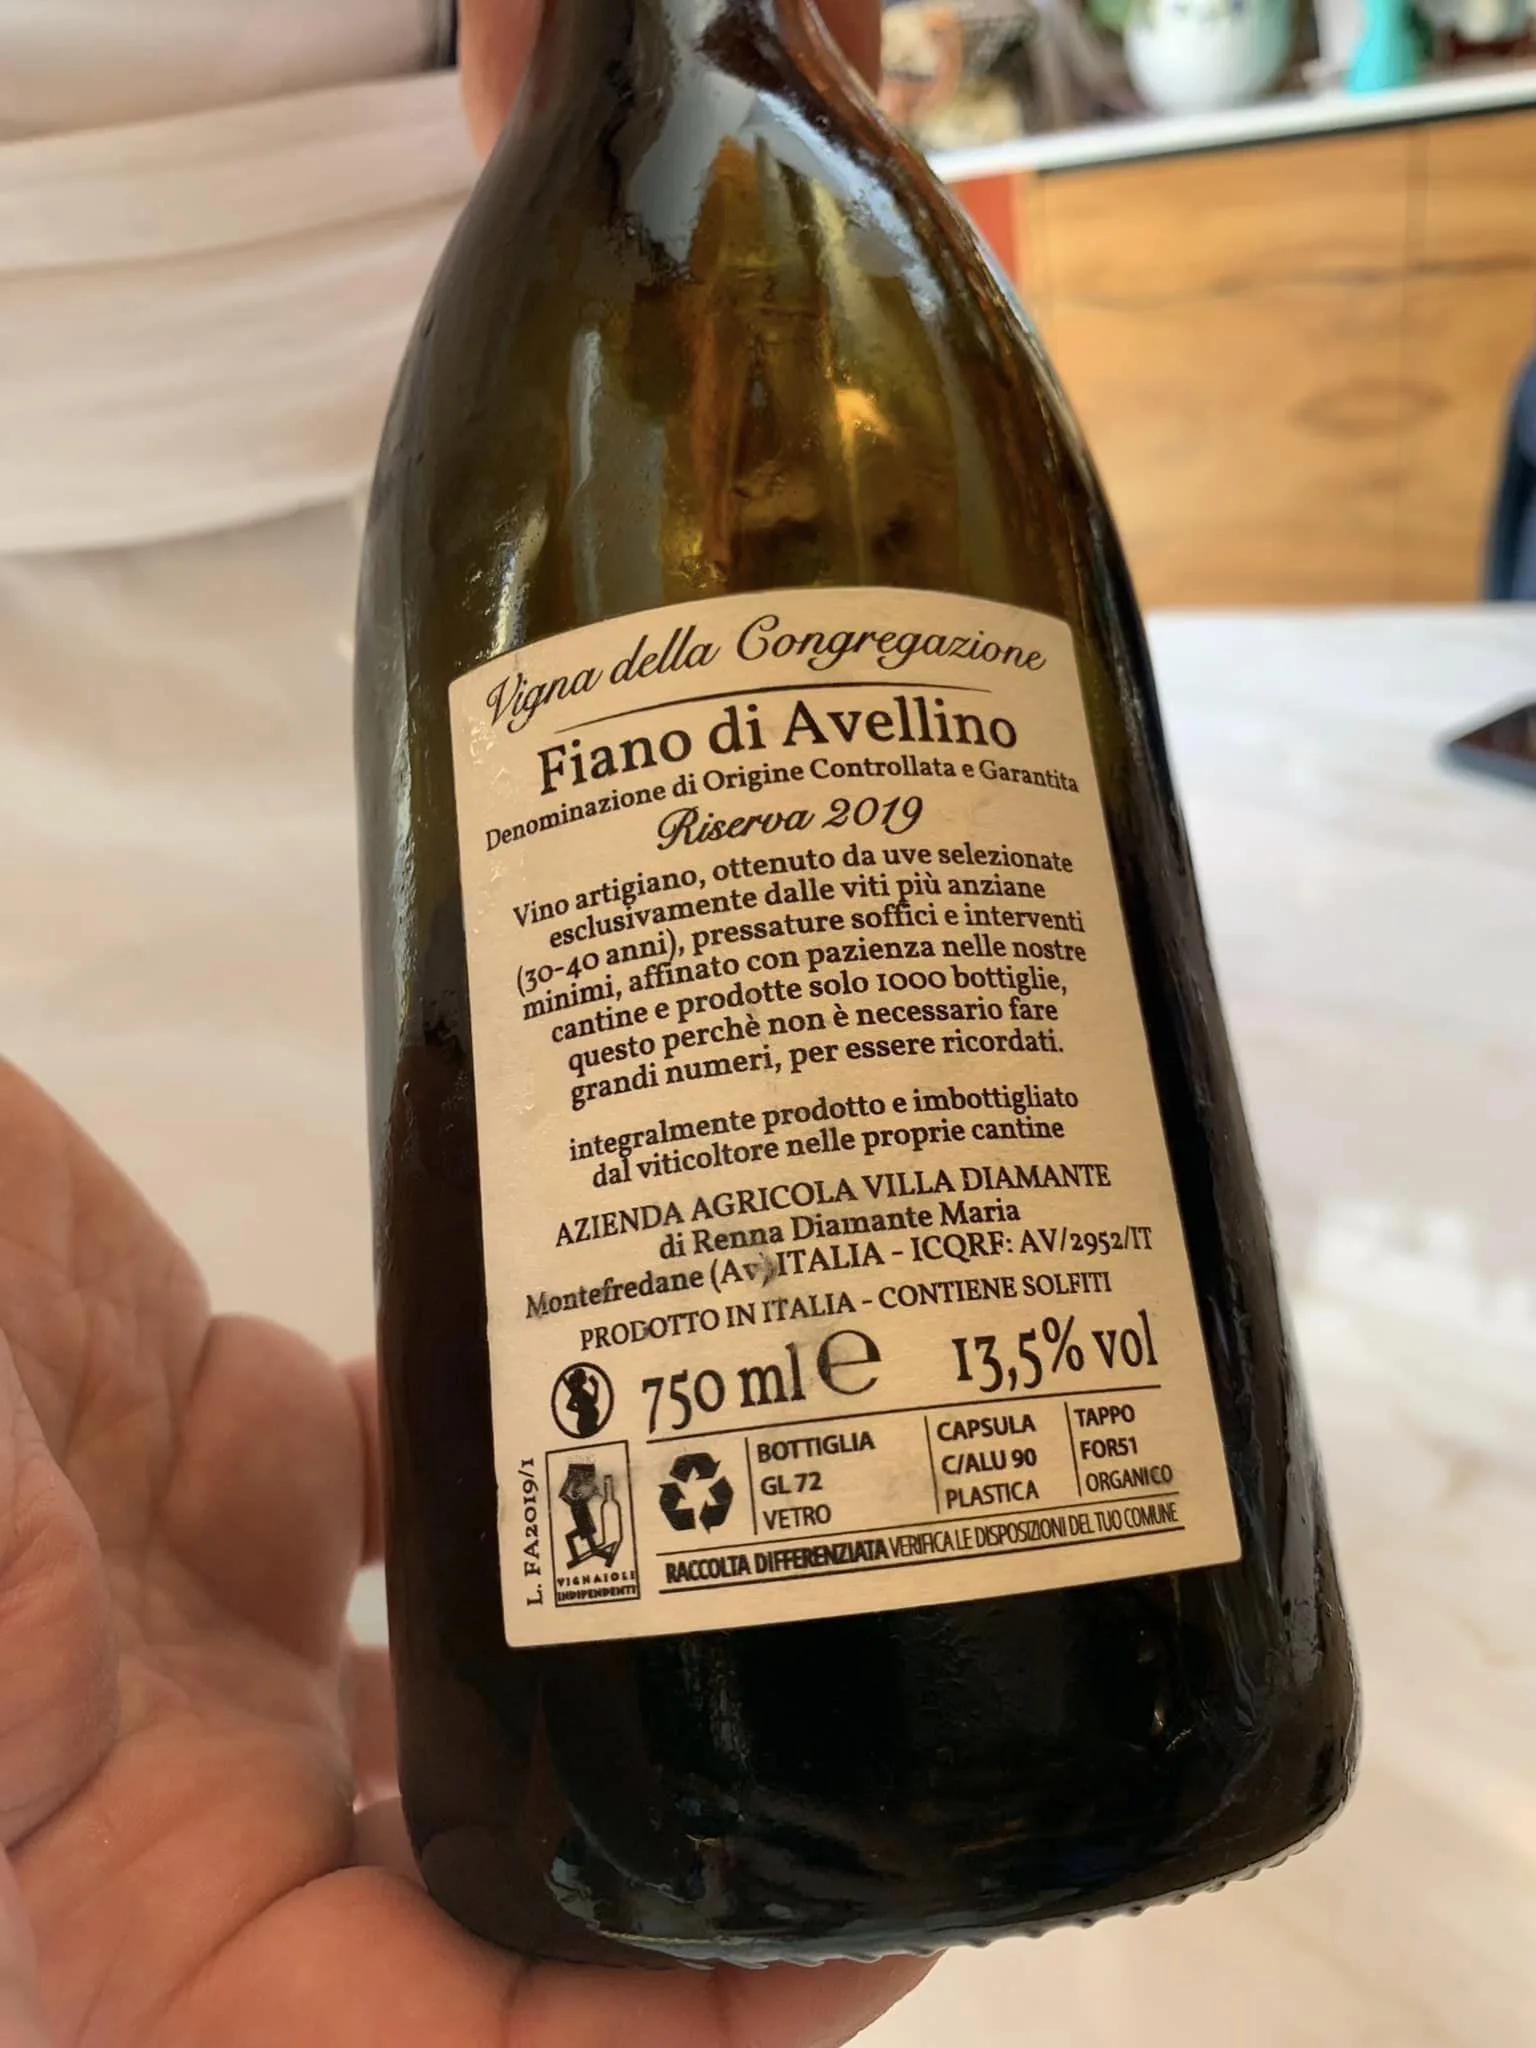 Vigna della Congregazione
Fiano di Avellino
Denominazione di Origine Controllata e Garantita
Riserva 2019
Vino artigiano, ottenuto da uve selezionate
esclusivamente dalle viti più anziane
(30-40 anni), pressature soffici e interventi
minimi, affinato con pazienza nelle nostre
cantine e prodotte solo 1000 bottiglie,
questo perchè non è necessario fare
grandi numeri, per essere ricordati.
integralmente prodotto e imbottigliato
dal viticoltore nelle proprie cantine
AZIENDA AGRICOLA VILLA DIAMANTE
di Renna Diamante Maria
Montefredane (Av) ITALIA - ICQRF: AV/2952/IT
PRODOTTO IN ITALIA - CONTIENE SOLFITI
750 ml e 13,5% vol
L. FA2019/1
VIGNAIOLI
INDIPENDENTI
BOTTIGLIA
GL 72
VETRO
CAPSULA
C/ALU 90
PLASTICA
TAPPO
FOR51
ORGANICO
RACCOLTA DIFFERENZIATA VERIFICA LE DISPOSIZIONI DEL TUO COMUNE